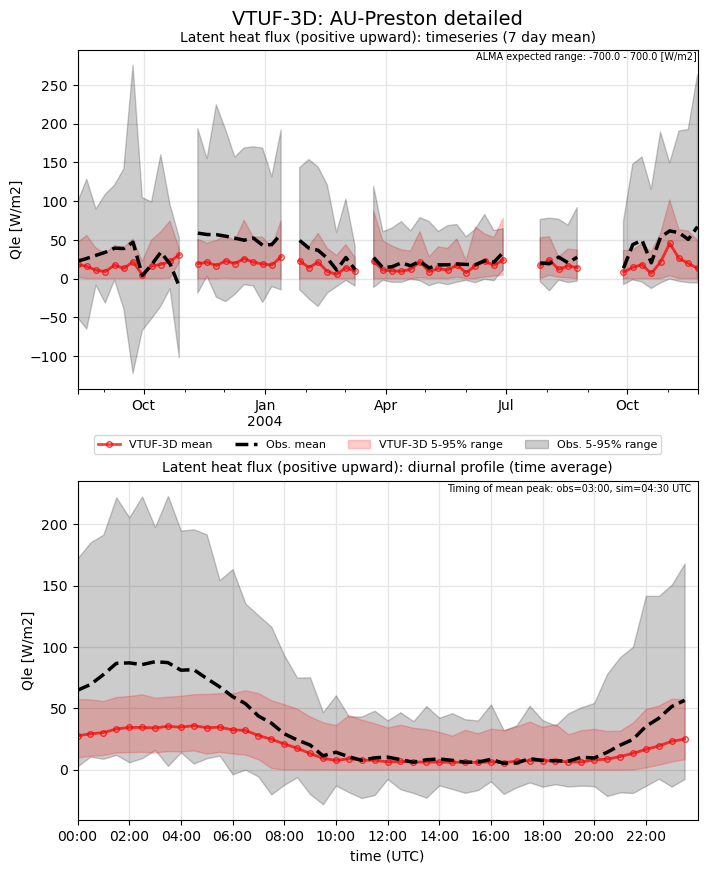 VTUF-3D: AU-Preston detailed
Latent heat flux (positive upward): timeseries (7 day mean)
ALMA expected range: -700.0 - 700.0 [W/m2]
Qle [W/m2]
250
200
150
100
50
0
−50
−100
Oct Jan Apr Jul Oct
2004
VTUF-3D mean Obs. mean VTUF-3D 5-95% range Obs. 5-95% range
Latent heat flux (positive upward): diurnal profile (time average)
Timing of mean peak: obs=03:00, sim=04:30 UTC
Qle [W/m2]
200
150
100
50
0
00:00 02:00 04:00 06:00 08:00 10:00 12:00 14:00 16:00 18:00 20:00 22:00
time (UTC)